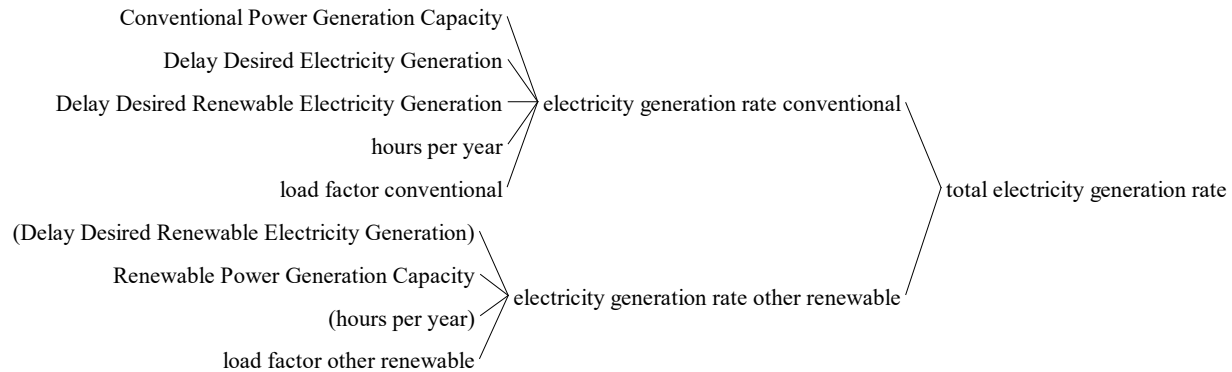 Conventional Power Generation Capacity
Delay Desired Electricity Generation
Delay Desired Renewable Electricity Generation
electricity generation rate conventional
hours per year
load factor conventional
total electricity generation rate
(Delay Desired Renewable Electricity Generation)
Renewable Power Generation Capacity
electricity generation rate other renewable
(hours per year)
load factor other renewable